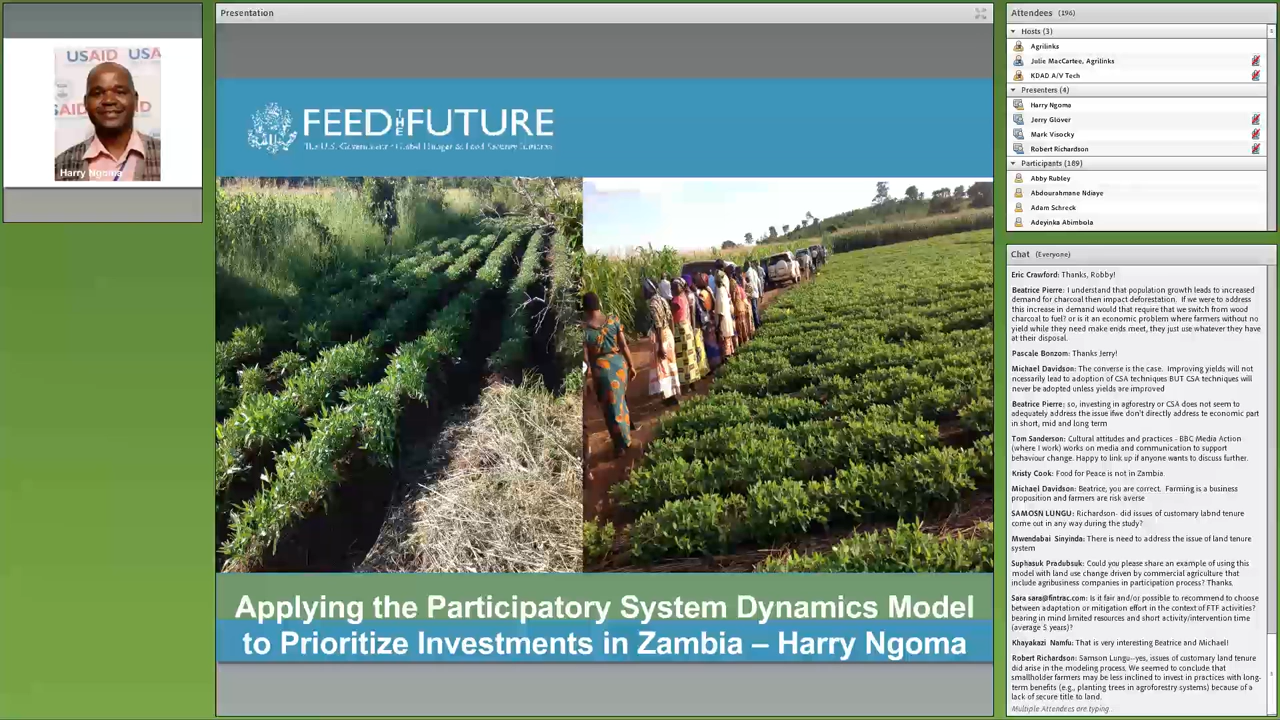 USAID USA
SAID
Harry Ngoma
Presentation
FEED THE FUTURE
The U.S. Government's Global Hunger & Food Security Initiative
Applying the Participatory System Dynamics Model
to Prioritize Investments in Zambia – Harry Ngoma
Attendees (196)
Hosts (3)
Agrilinks
Julie MacCartee, Agrilinks
KDAD A/V Tech
Presenters (4)
Harry Ngoma
Jerry Glover
Mark Visocky
Robert Richardson
Participants (189)
Abby Rubley
Abdourahmane Ndiaye
Adam Schreck
Adeyinka Abimbola
Chat (Everyone)
Eric Crawford: Thanks, Robby!
Beatrice Pierre: I understand that population growth leads to increased
demand for charcoal then impact deforestation. If we were to address
this increase in demand would that require that we switch from wood
charcoal to fuel? or is it an economic problem where farmers without no
yield while they need make ends meet, they just use whatever they have
at their disposal.
Pascale Bonzom: Thanks Jerry!
Michael Davidson: The converse is the case. Improving yields will not
ncessarily lead to adoption of CSA techniques BUT CSA techniques will
never be adopted unless yields are improved
Beatrice Pierre: so, investing in agforestry or CSA does not seem to
adequately address the issue ifwe don't directly address te economic part
in short, mid and long term
Tom Sanderson: Cultural attitudes and practices - BBC Media Action
(where I work) works on media and communication to support
behaviour change. Happy to link up if anyone wants to discuss further.
Kristy Cook: Food for Peace is not in Zambia
Michael Davidson: Beatrice, you are correct. Farming is a business
proposition and farmers are risk averse
SAMOSN LUNGU: Richardson- did issues of customary labnd tenure
come out in any way during the study?
Mwendabai Sinyinda: There is need to address the issue of land tenure
system
Suphasuk Pradubsuk: Could you please share an example of using this
model with land use change driven by commercial agriculture that
include agribusiness companies in participation process? Thanks.
Sara sara@fintrac.com: Is it fair and/or possible to recommend to choose
between adaptation or mitigation effort in the context of FTF activities?
bearing in mind limited resources and short activity/intervention time
(average 5 years)?
Khayakazi Namfu: That is very interesting Beatrice and Michael!
Robert Richardson: Samson Lungu--yes, issues of customary land tenure
did arise in the modeling process. We seemed to conclude that
smallholder farmers may be less inclined to invest in practices with long-
term benefits (e.g., planting trees in agroforestry systems) because of a
lack of secure title to land.
Multiple Attendees are typing .